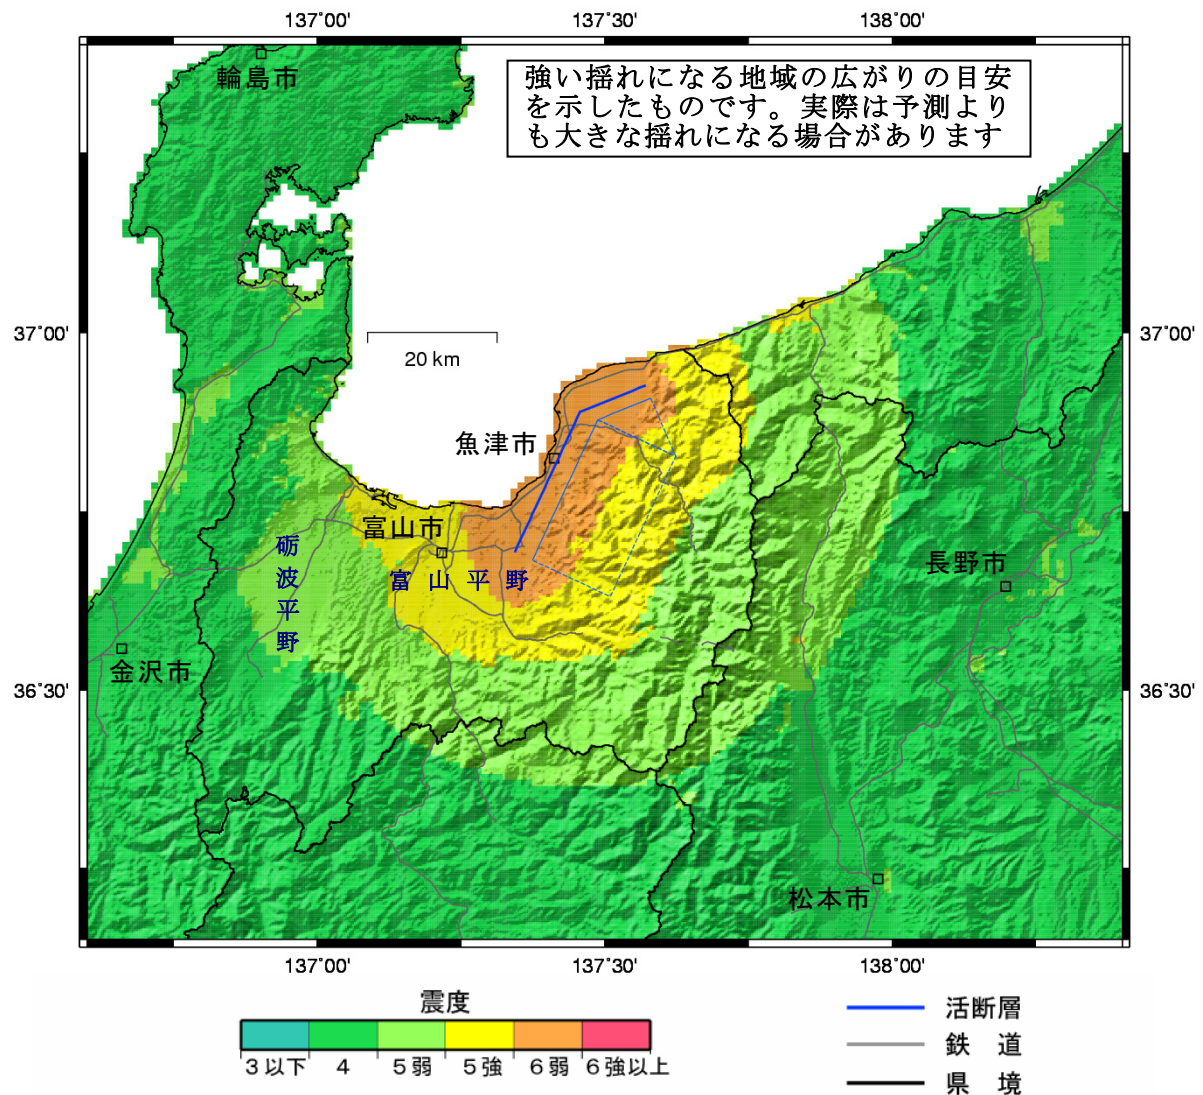 137°00' 137°30' 138°00'
輪島市
強い揺れになる地域の広がりの目安
を示したものです。実際は予測より
も大きな揺れになる場合があります
37°00' 37°00'
20 km
魚津市
富山市
砺波平野
富山平野
長野市
金沢市
36°30' 36°30'
松本市
137°00' 137°30' 138°00'
震度
3以下 4 5弱 5強 6弱 6強以上
活断層
鉄 道
県 境